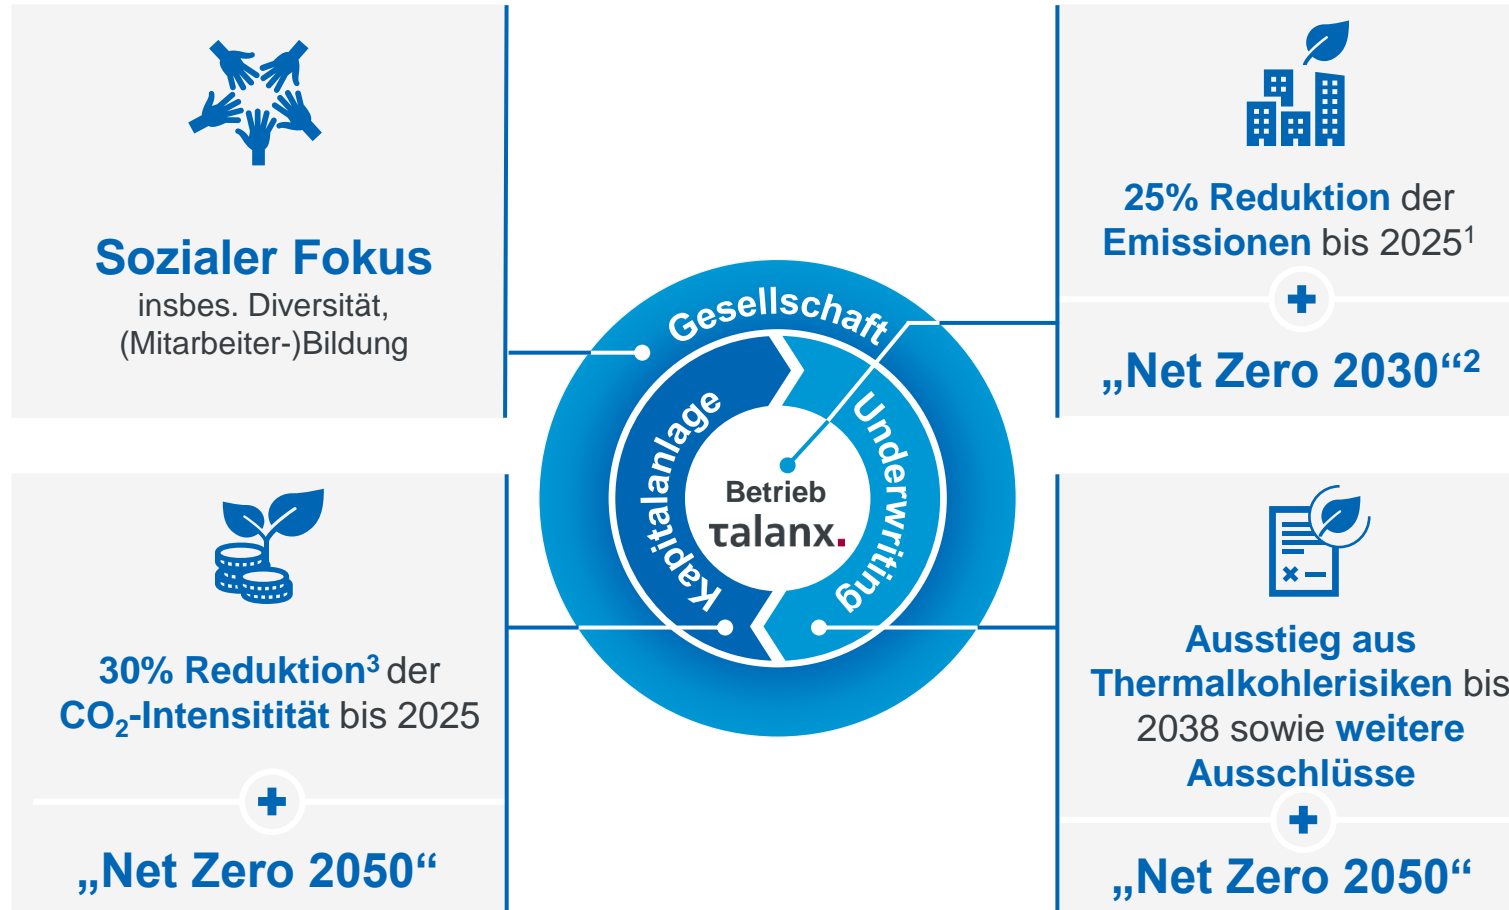 Sozialer Fokus
insbes. Diversität,
(Mitarbeiter-)Bildung
25% Reduktion der
Emissionen bis 2025¹
„Net Zero 2030“²
Gesellschaft
Kapitalanlage
Underwriting
Betrieb
талаnx.
30% Reduktion³ der
CO₂-Intensitität bis 2025
„Net Zero 2050“
Ausstieg aus
Thermalkohlerisiken bis
2038 sowie weitere
Ausschlüsse
„Net Zero 2050“